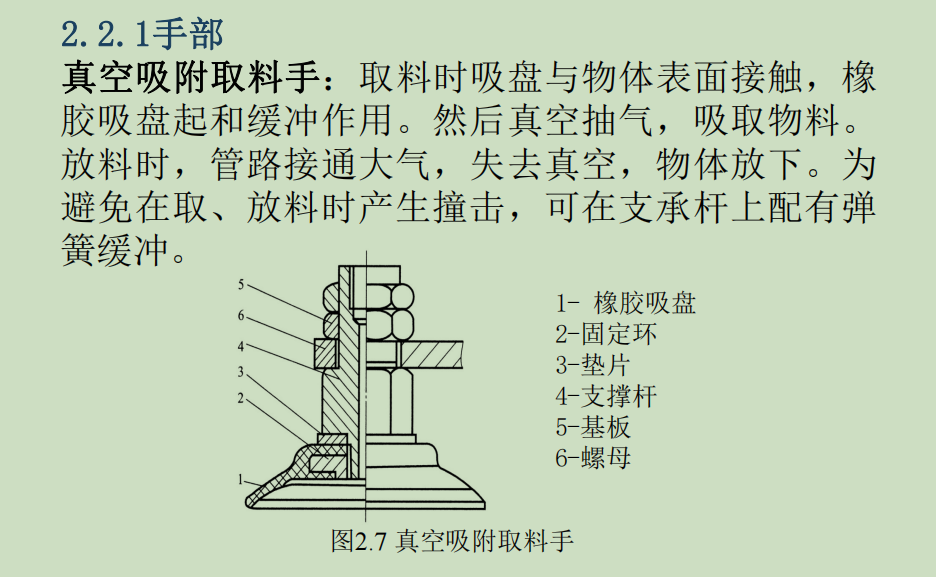 2.2.1手部
真空吸附取料手：取料时吸盘与物体表面接触，橡
胶吸盘起和缓冲作用。然后真空抽气，吸取物料。
放料时，管路接通大气，失去真空，物体放下。为
避免在取、放料时产生撞击，可在支承杆上配有弹
簧缓冲。
5
6
4
3
2
1
1- 橡胶吸盘
2-固定环
3-垫片
4-支撑杆
5-基板
6-螺母
图2.7 真空吸附取料手